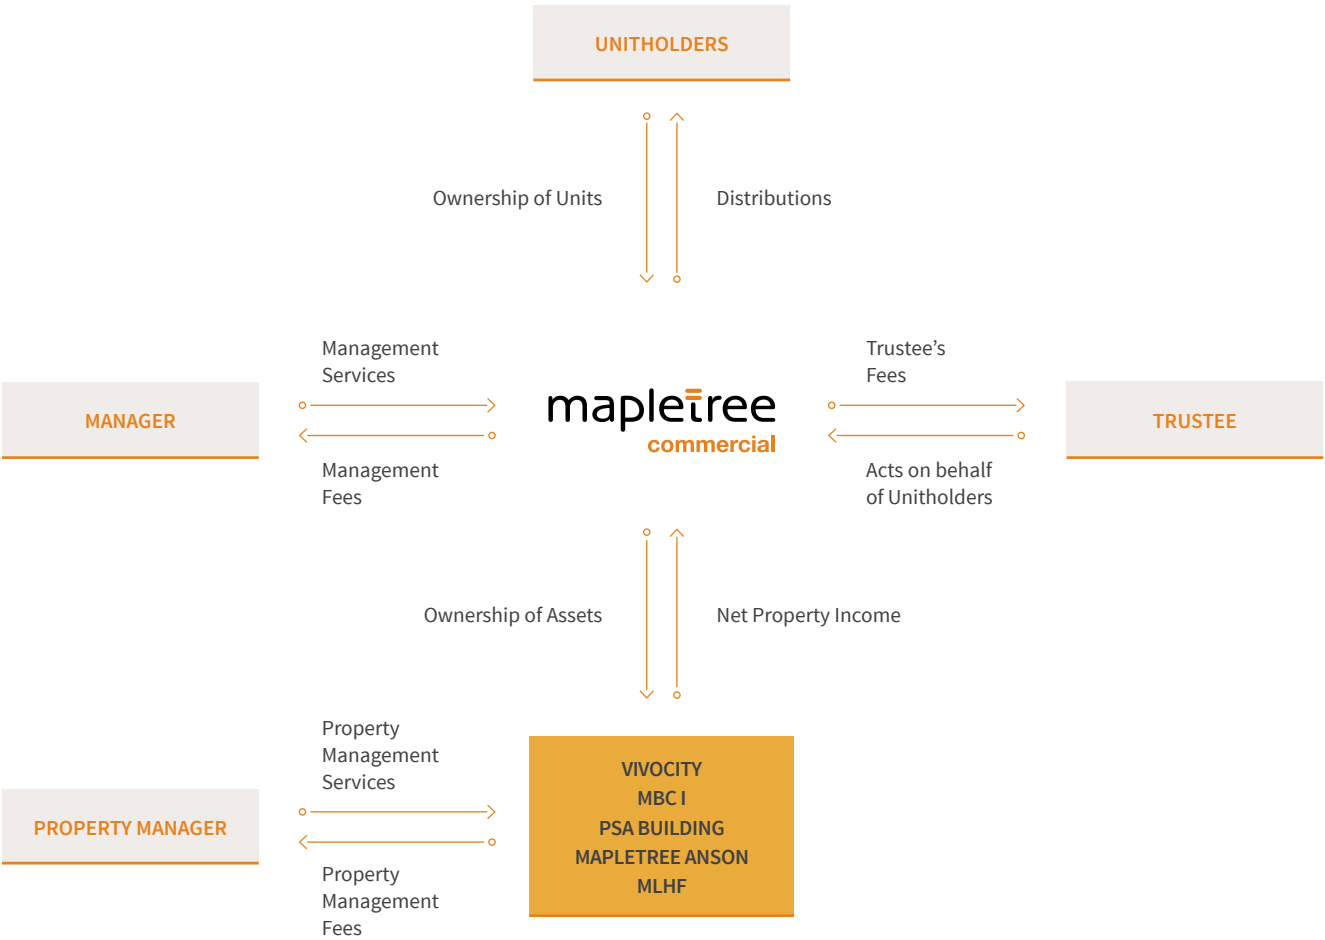 UNITHOLDERS
Ownership of Units
Distributions
Management
Services
Trustee’s
Fees
MANAGER
mapletree
commercial
TRUSTEE
Management
Fees
Acts on behalf
of Unitholders
Ownership of Assets
Net Property Income
Property
Management
Services
PROPERTY MANAGER
VIVOCITY
MBC I
PSA BUILDING
MAPLETREE ANSON
MLHF
Property
Management
Fees